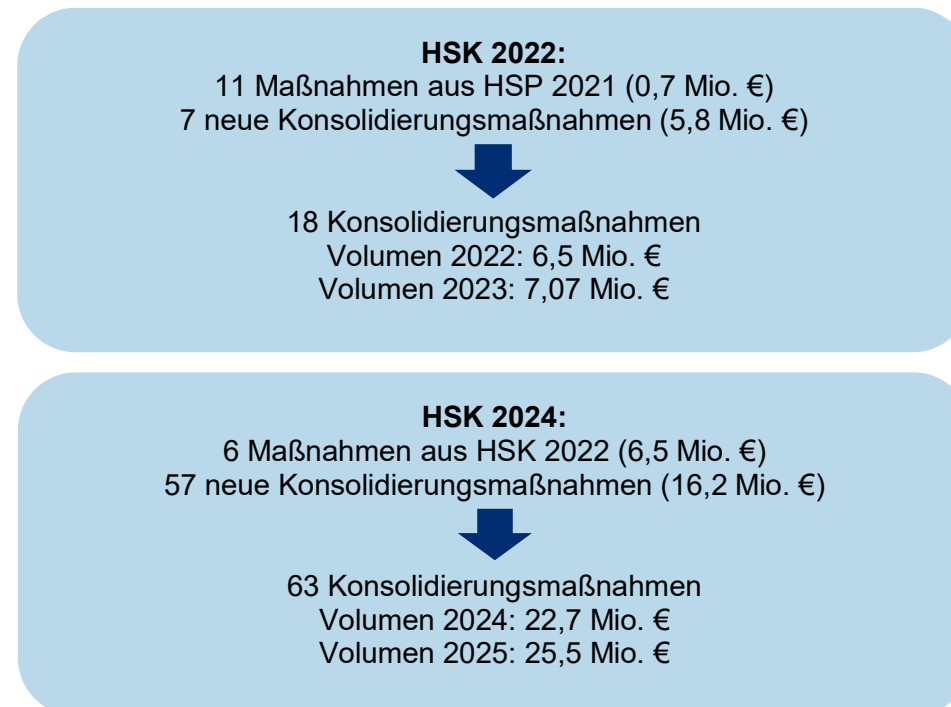 HSK 2022:
11 Maßnahmen aus HSP 2021 (0,7 Mio. €)
7 neue Konsolidierungsmaßnahmen (5,8 Mio. €)
18 Konsolidierungsmaßnahmen
Volumen 2022: 6,5 Mio. €
Volumen 2023: 7,07 Mio. €
HSK 2024:
6 Maßnahmen aus HSK 2022 (6,5 Mio. €)
57 neue Konsolidierungsmaßnahmen (16,2 Mio. €)
63 Konsolidierungsmaßnahmen
Volumen 2024: 22,7 Mio. €
Volumen 2025: 25,5 Mio. €